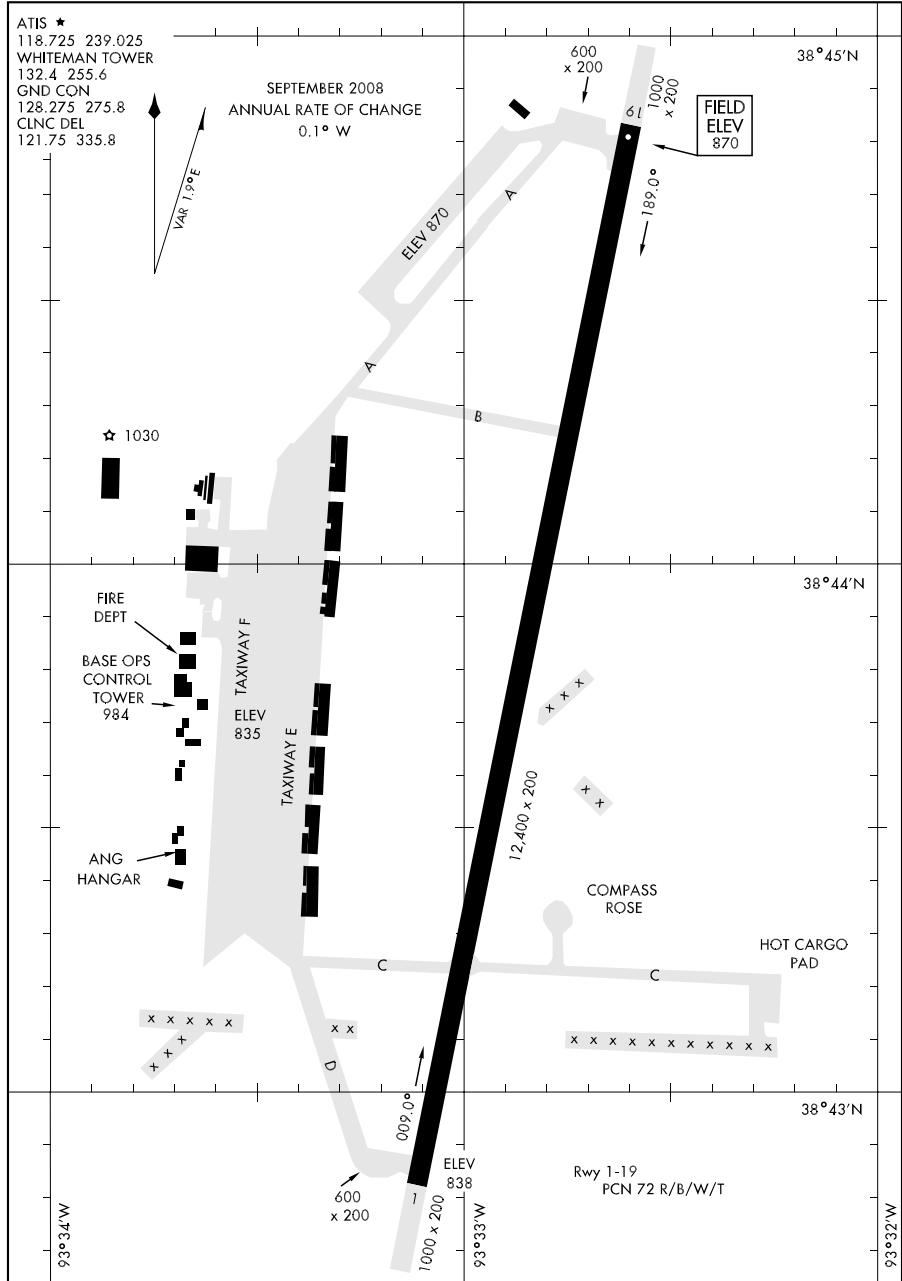 ATIS ★
118.725 239.025
WHITEMAN TOWER
132.4 255.6
GND CON
128.275 275.8
CLNC DEL
121.75 335.8
VAR 1.9° E
SEPTEMBER 2008
ANNUAL RATE OF CHANGE
0.1° W
600
x 200
1000
x 200
38°45'N
19
FIELD
ELEV
870
189.0°
A
ELEV 870
A
B
1030
38°44'N
FIRE
DEPT
BASE OPS
CONTROL
TOWER
984
TAXIWAY F
ELEV
835
TAXIWAY E
x x x
x x
12,400 x 200
ANG
HANGAR
COMPASS
ROSE
HOT CARGO
PAD
C
C
x x x x x
x x x
x x
x x x x x x x x x x
D
009.0°
38°43'N
ELEV
838
Rwy 1-19
PCN 72 R/B/W/T
600
x 200
1
1000 x 200
93°34'W
93°33'W
93°32'W